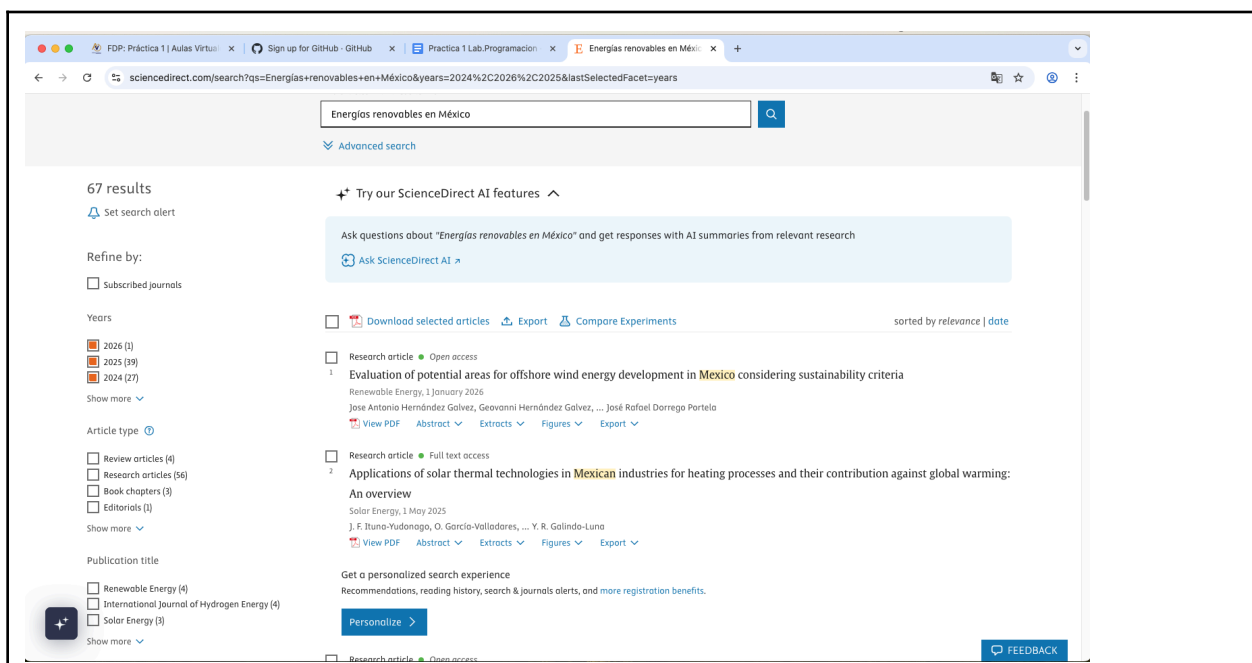 FDP: Práctica 1 | Aulas Virtua
Sign up for GitHub · GitHub
Practica 1 Lab.Programacion
Energías renovables en Méxic
sciencedirect.com/search?qs=Energías+renovables+en+México&years=2024%2C2026%2C2025&lastSelectedFacet=years
Energías renovables en México
Advanced search
67 results
Set search alert
Refine by:
Subscribed journals
Years
2026 (1)
2025 (39)
2024 (27)
Show more
Article type
Review articles (4)
Research articles (56)
Book chapters (3)
Editorials (1)
Show more
Publication title
Renewable Energy (4)
International Journal of Hydrogen Energy (4)
Solar Energy (3)
Show more
Try our ScienceDirect AI features
Ask questions about "Energías renovables en México" and get responses with AI summaries from relevant research
Ask ScienceDirect AI
Download selected articles Export Compare Experiments sorted by relevance | date
Research article Open access
1 Evaluation of potential areas for offshore wind energy development in Mexico considering sustainability criteria
Renewable Energy, 1 January 2026
Jose Antonio Hernández Galvez, Geovanni Hernández Galvez, ... José Rafael Dorrego Portela
View PDF Abstract Extracts Figures Export
Research article Full text access
2 Applications of solar thermal technologies in Mexican industries for heating processes and their contribution against global warming:
An overview
Solar Energy, 1 May 2025
J. F. Ituna-Yudonago, O. García-Valladares, ... Y. R. Galindo-Luna
View PDF Abstract Extracts Figures Export
Get a personalized search experience
Recommendations, reading history, search & journals alerts, and more registration benefits.
Personalize
Research article Open access
FEEDBACK